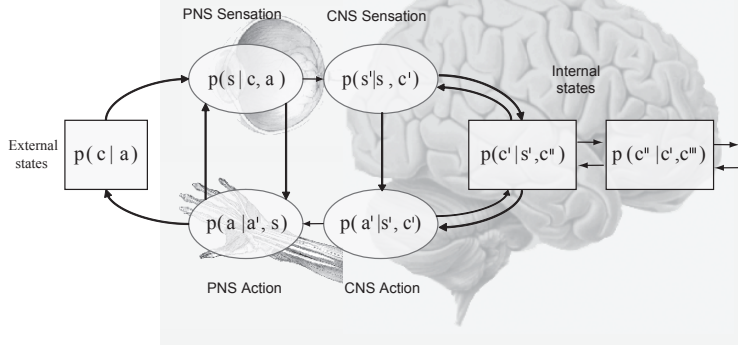 PNS Sensation
CNS Sensation
p(s | c, a)
p(s'|s , c')
Internal
states
External
states
p( c | a)
p(c' | s',c'')
p (c'' |c',c''')
p(a |a', s)
p( a'|s', c')
PNS Action
CNS Action